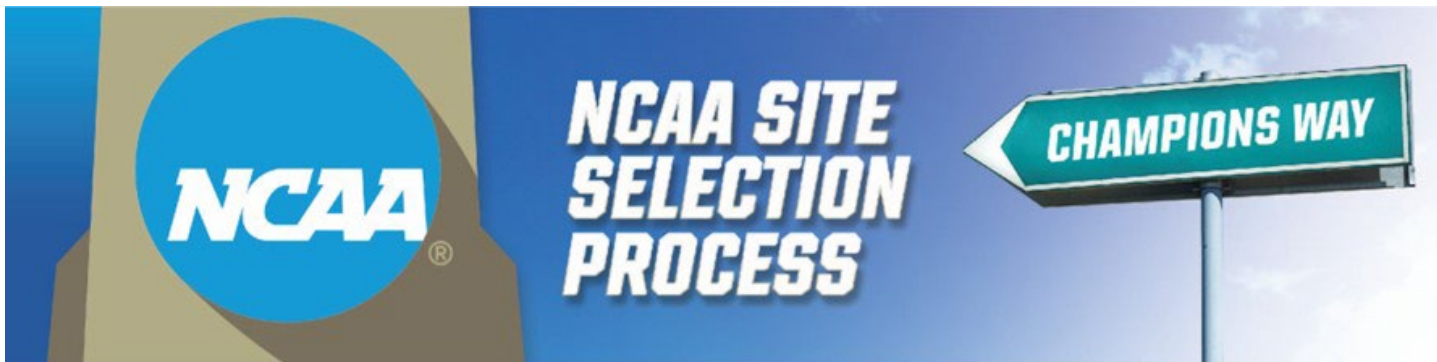 NCAA®
NCAA SITE
SELECTION
PROCESS
CHAMPIONS WAY